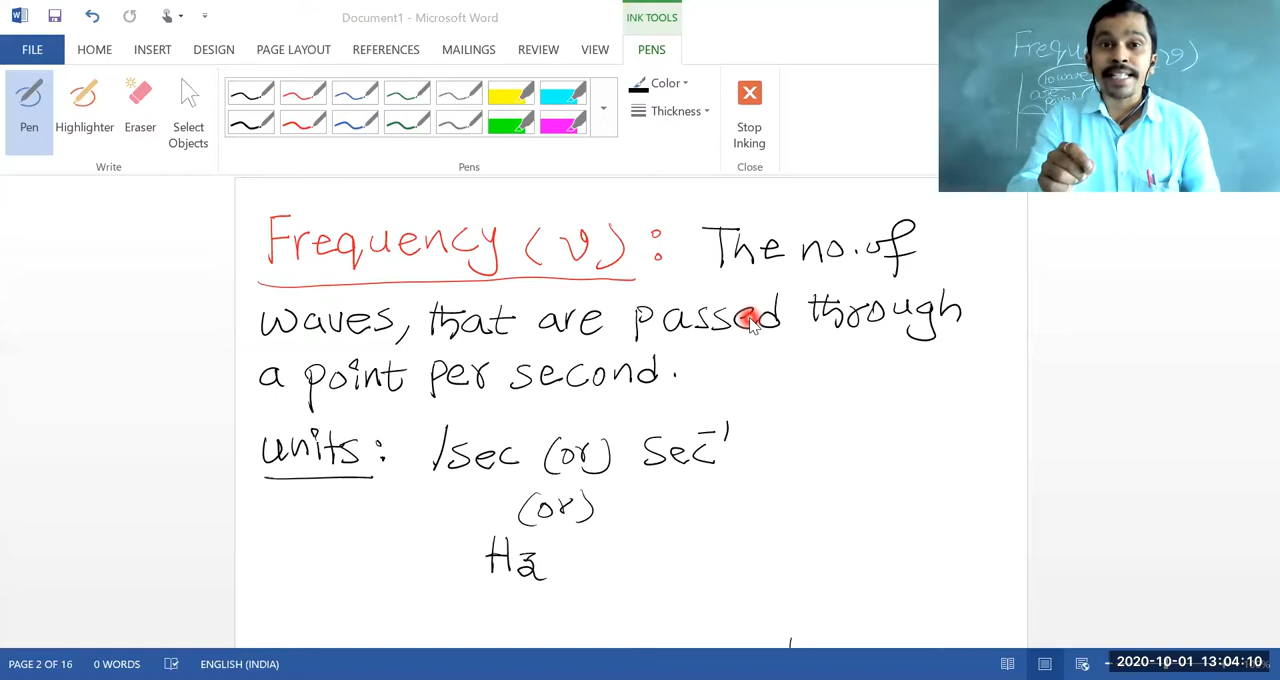 Document1 - Microsoft Word
INK TOOLS
FILE HOME INSERT DESIGN PAGE LAYOUT REFERENCES MAILINGS REVIEW VIEW PENS
Pen Highlighter Eraser Select Objects
Color
Thickness
Stop Inking
Write Pens Close
Frequency (ν)
10 wave
Frequency (ν) : The no. of
waves, that are passed through
a point per second.
units: /sec (or) sec⁻¹
(or)
Hz
PAGE 2 OF 16 0 WORDS ENGLISH (INDIA)
2020-10-01 13:04:10